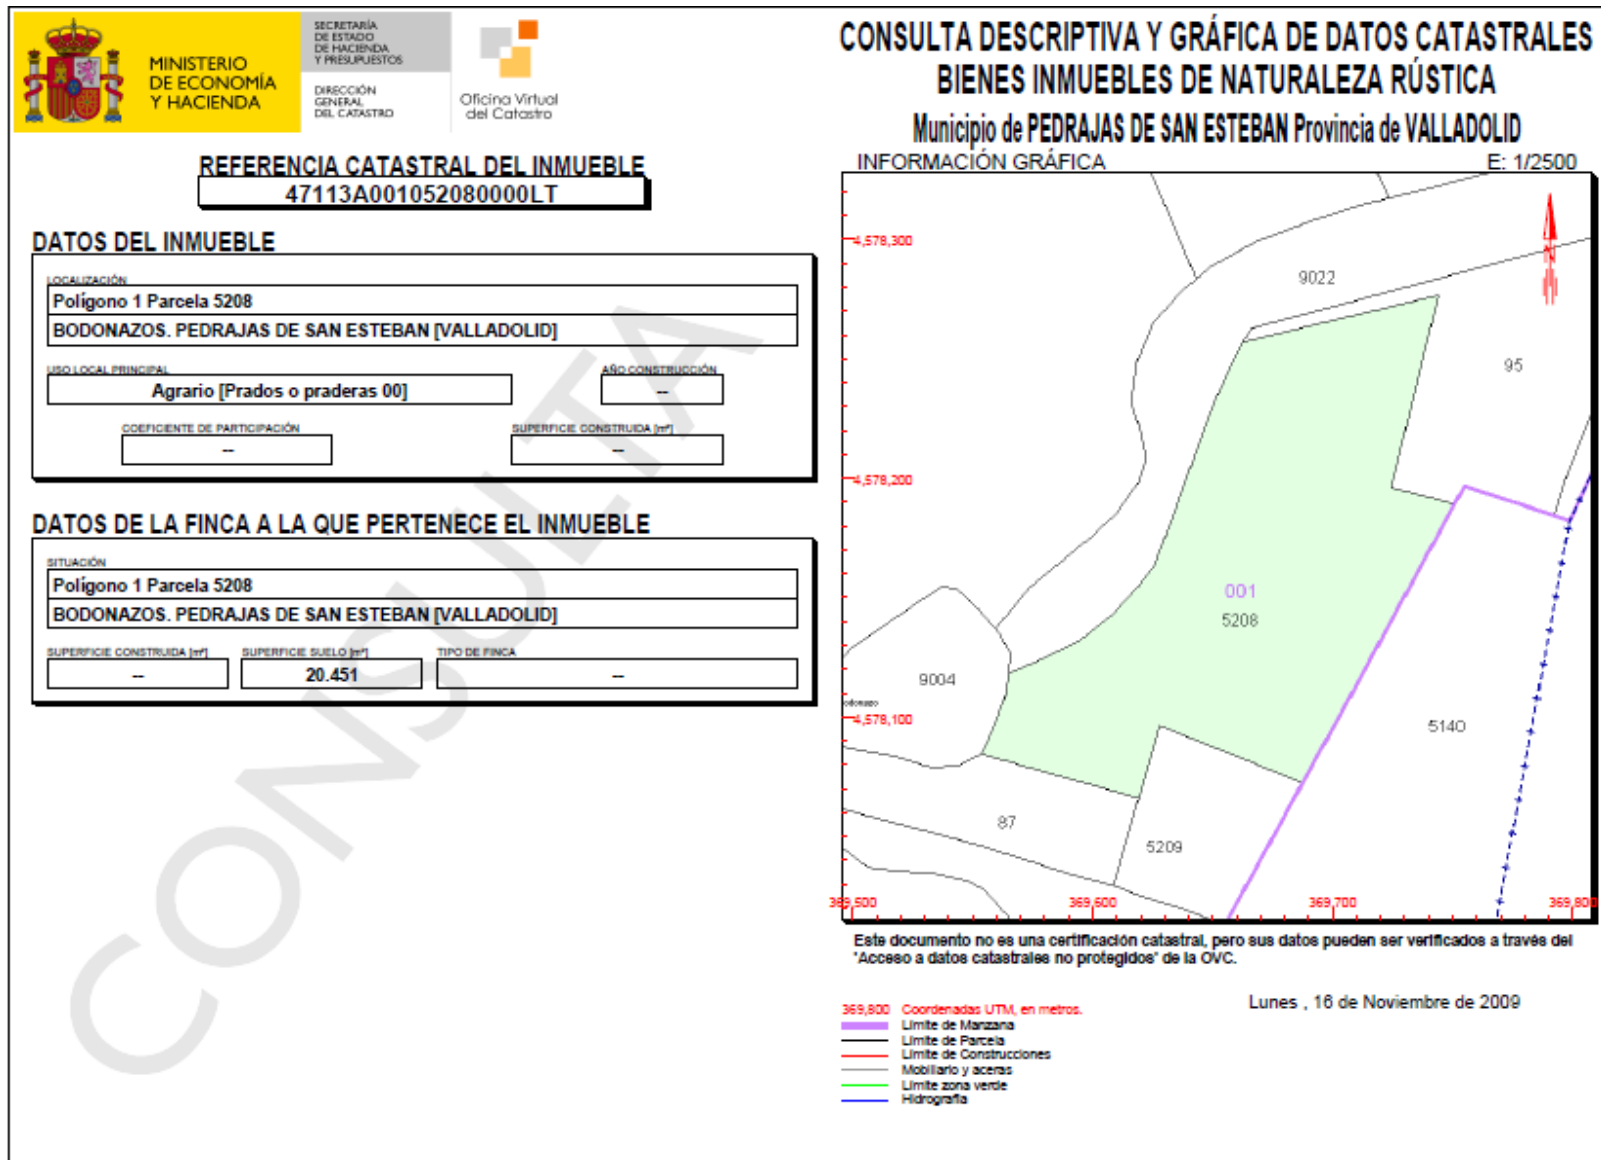 MINISTERIO
DE ECONOMÍA
Y HACIENDA
SECRETARÍA
DE ESTADO
DE HACIENDA
Y PRESUPUESTOS
DIRECCIÓN
GENERAL
DEL CATASTRO
Oficina Virtual
del Catastro
CONSULTA DESCRIPTIVA Y GRÁFICA DE DATOS CATASTRALES
BIENES INMUEBLES DE NATURALEZA RÚSTICA
Municipio de PEDRAJAS DE SAN ESTEBAN Provincia de VALLADOLID
REFERENCIA CATASTRAL DEL INMUEBLE
47113A001052080000LT
DATOS DEL INMUEBLE
LOCALIZACIÓN
Polígono 1 Parcela 5208
BODONAZOS. PEDRAJAS DE SAN ESTEBAN [VALLADOLID]
USO LOCAL PRINCIPAL
AÑO CONSTRUCCIÓN
Agrario [Prados o praderas 00]
--
COEFICIENTE DE PARTICIPACIÓN
SUPERFICIE CONSTRUIDA [m²]
--
--
DATOS DE LA FINCA A LA QUE PERTENECE EL INMUEBLE
SITUACIÓN
Polígono 1 Parcela 5208
BODONAZOS. PEDRAJAS DE SAN ESTEBAN [VALLADOLID]
SUPERFICIE CONSTRUIDA [m²]
SUPERFICIE SUELO [m²]
TIPO DE FINCA
--
20.451
--
CONSULTA
INFORMACIÓN GRÁFICA
E: 1/2500
4,578,300
9022
95
4,578,200
001
5208
9004
odonazo
4,578,100
5140
87
5209
369,500
369,600
369,700
369,800
Este documento no es una certificación catastral, pero sus datos pueden ser verificados a través del
"Acceso a datos catastrales no protegidos" de la OVC.
Lunes , 16 de Noviembre de 2009
369,800 Coordenadas UTM, en metros.
Límite de Manzana
Límite de Parcela
Límite de Construcciones
Mobiliario y aceras
Límite zona verde
Hidrografía